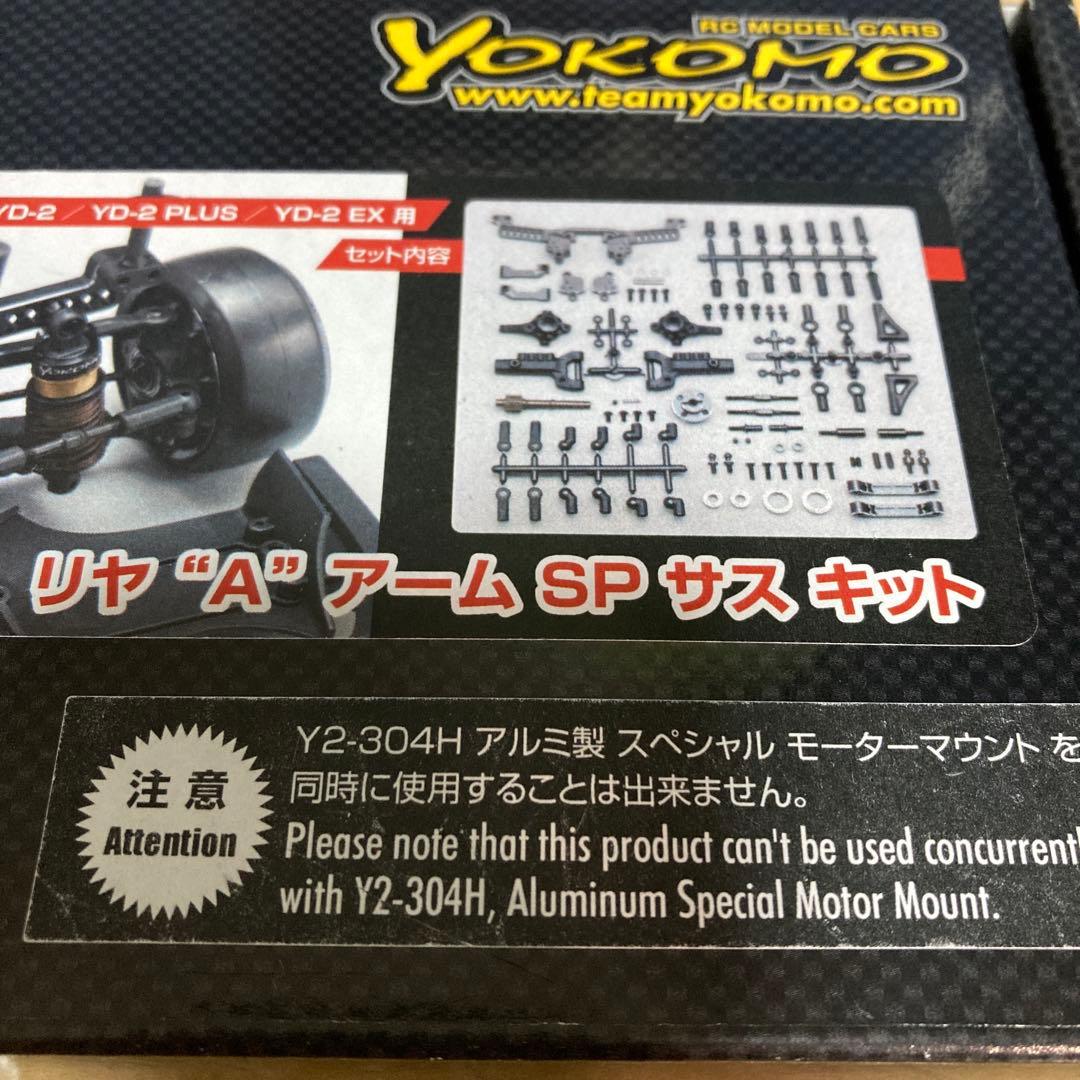 RC MODEL CARS
YOKOMO
www.teamyokomo.com
YD-2 / YD-2 PLUS / YD-2 EX 用
セット内容
YOKOMO
リヤ “A” アーム SP サス キット
注意
Attention
Y2-304H アルミ製 スペシャル モーターマウント を
同時に使用することは出来ません。
Please note that this product can't be used concurrentl
with Y2-304H, Aluminum Special Motor Mount.